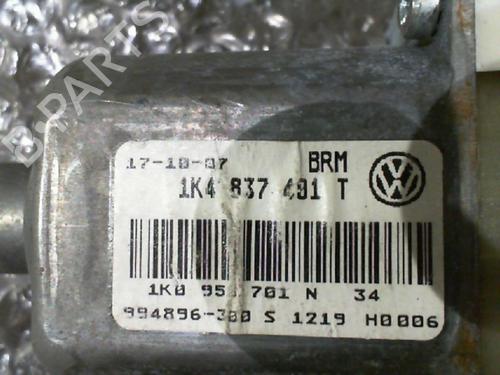 B-PARTS
17-10-07 BRM
1K4 837 401 T
1K0 959 701 N 34
994896-300 S 1219 H0006